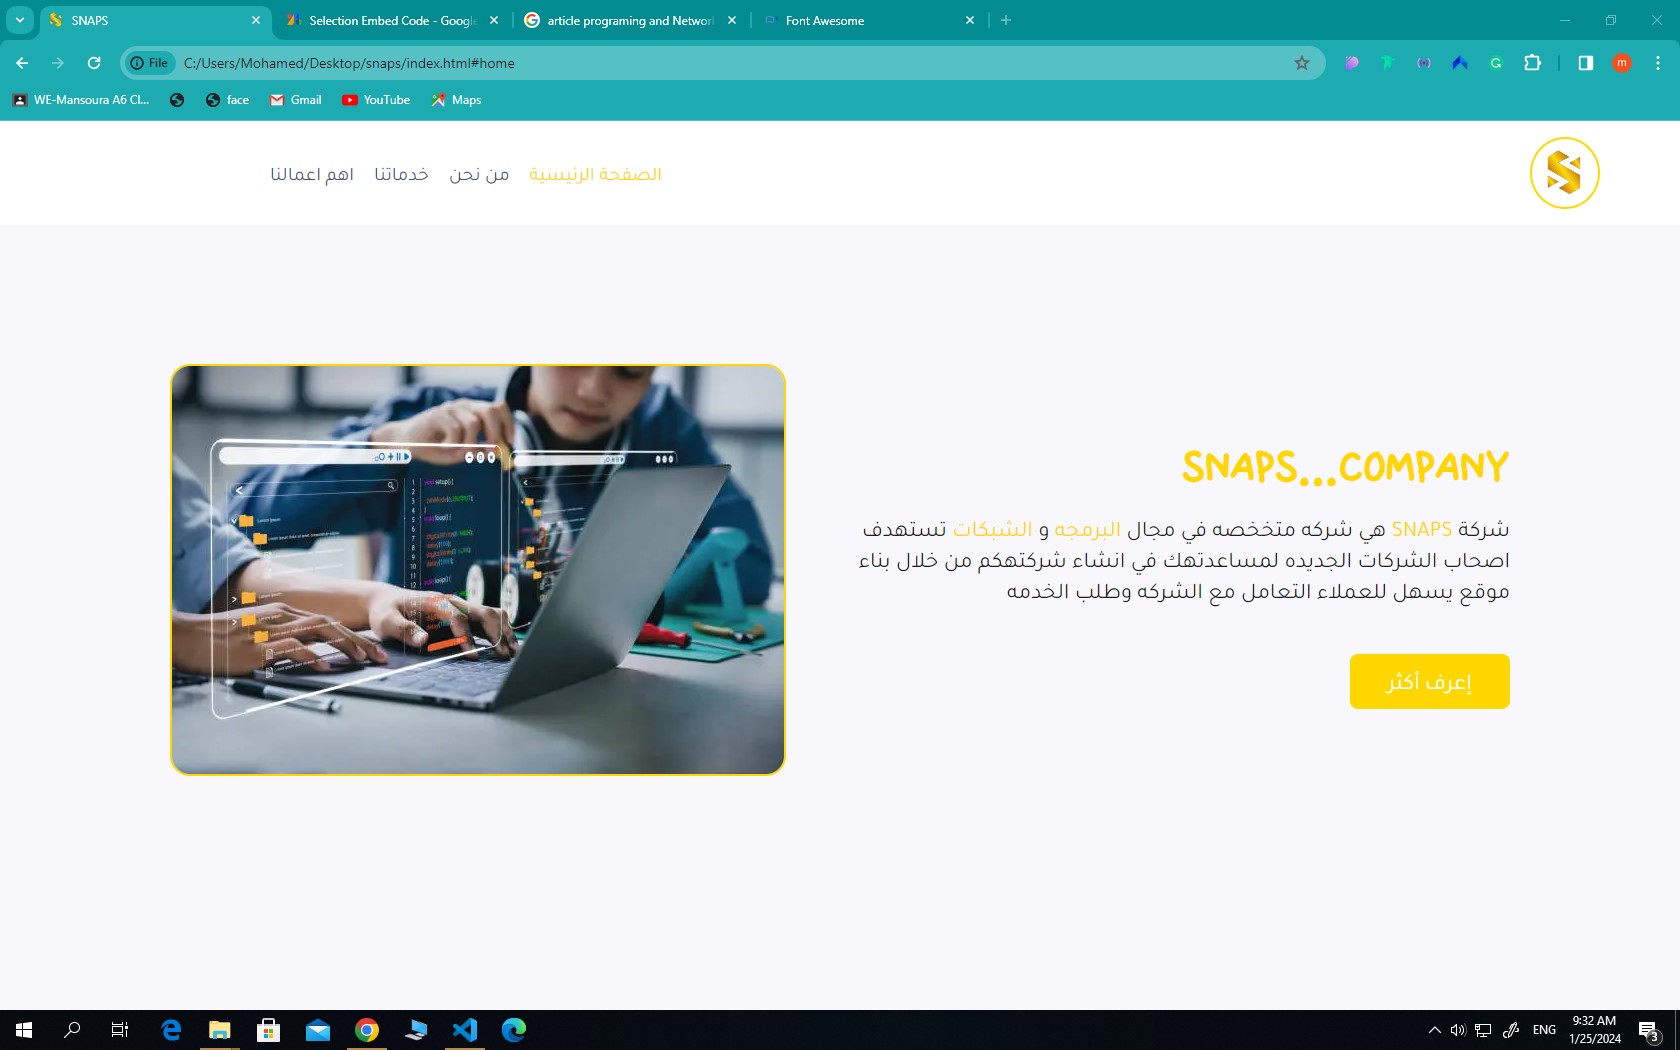 SNAPS
Selection Embed Code - Google
article programing and Networ
Font Awesome
File
C:/Users/Mohamed/Desktop/snaps/index.html#home
m
WE-Mansoura A6 Cl...
face
Gmail
YouTube
Maps
الصفحة الرئيسية
من نحن
خدماتنا
اهم اعمالنا
SNAPS...COMPANY
شركة SNAPS هي شركه متخخصه في مجال البرمجه و الشبكات تستهدف
اصحاب الشركات الجديده لمساعدتهك في انشاء شركتهكم من خلال بناء
موقع يسهل للعملاء التعامل مع الشركه وطلب الخدمه
إعرف أكثر
ENG
9:32 AM
1/25/2024
3